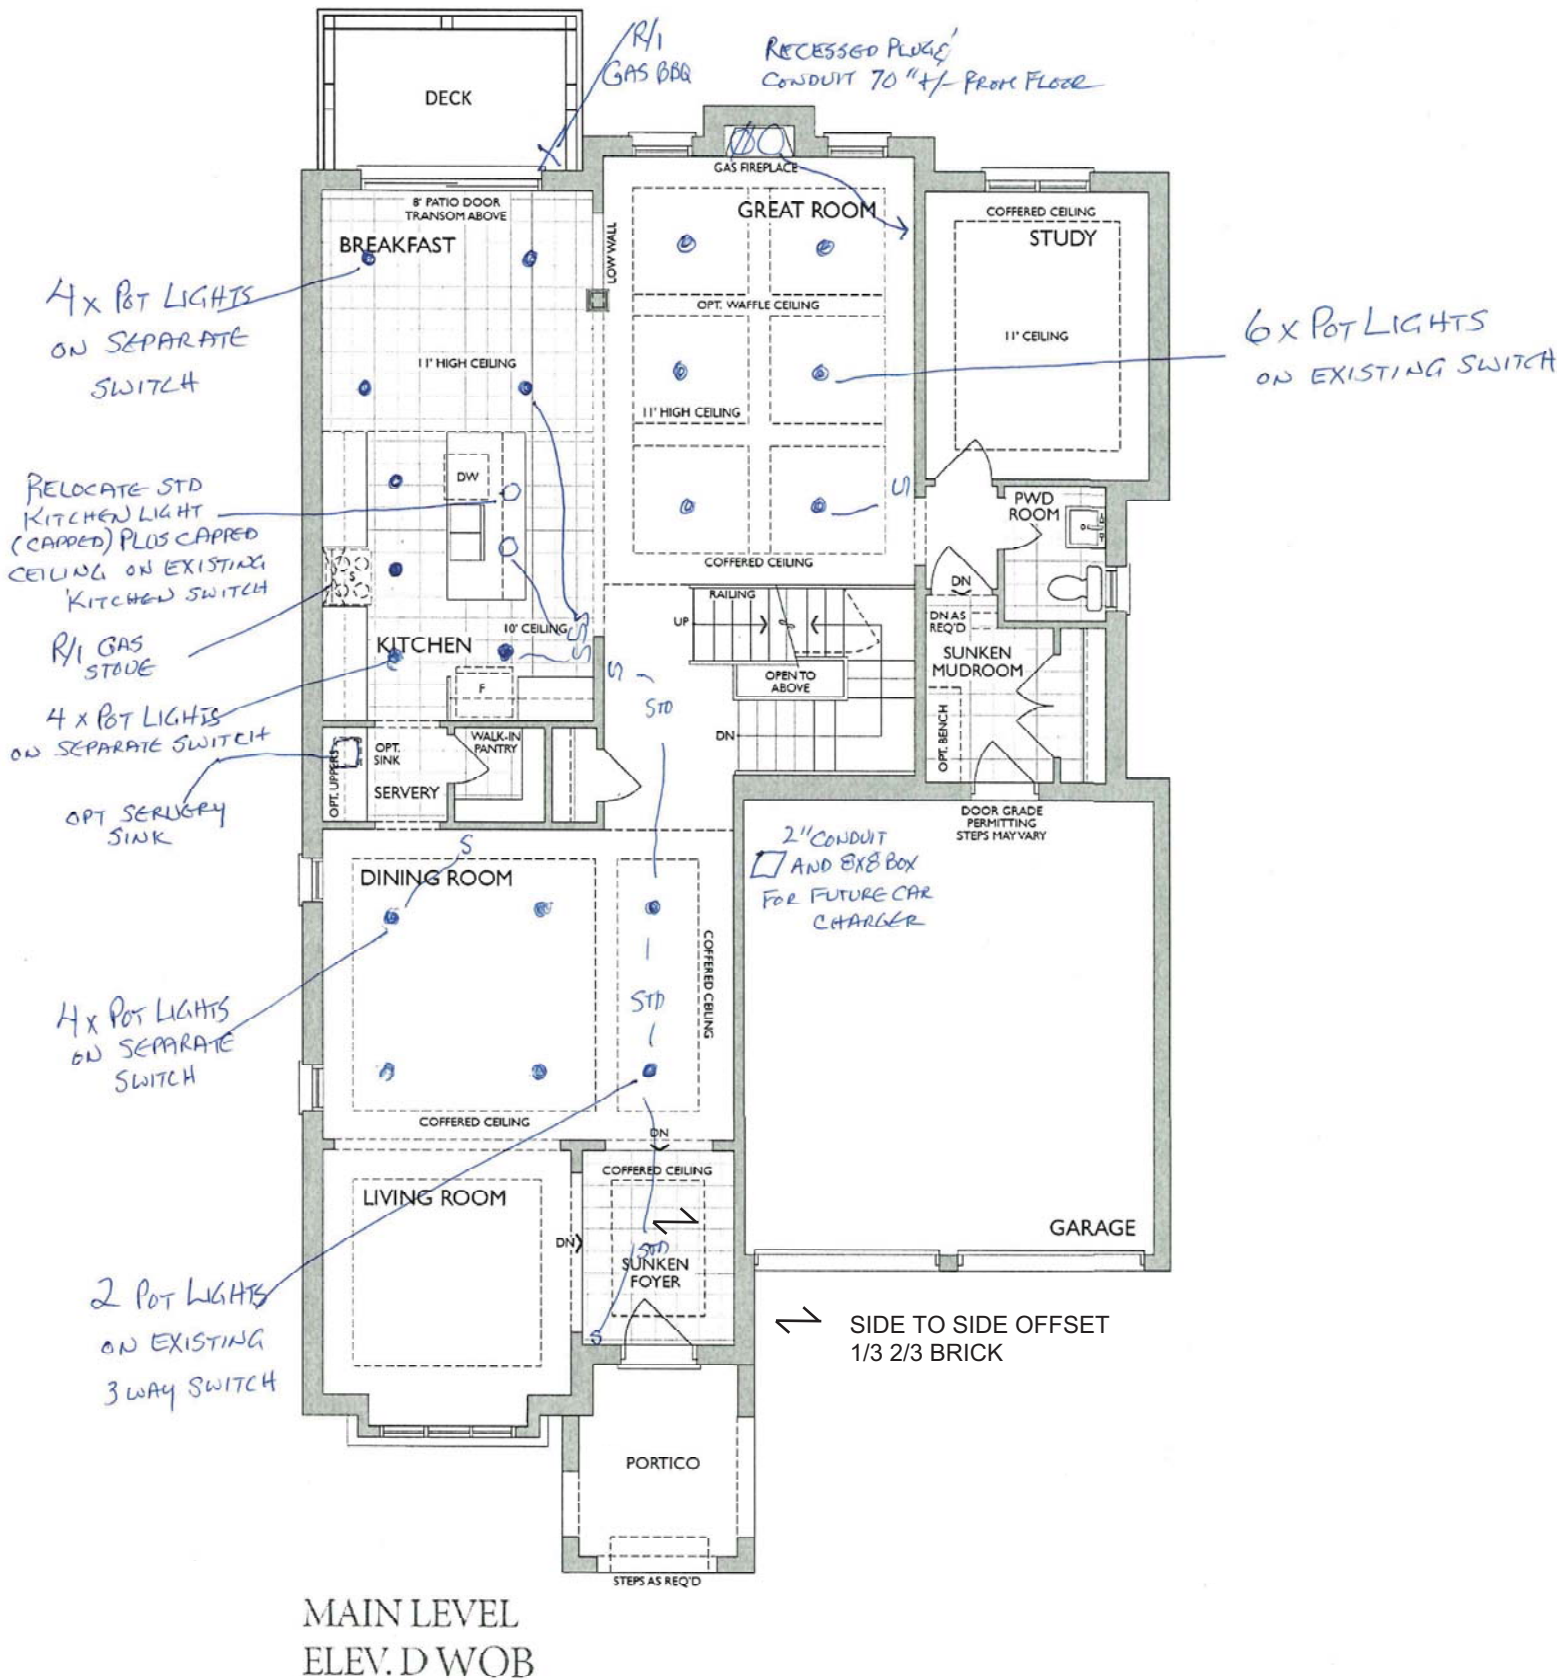 R/I
GAS BBQ
RECESSED PLUG &
CONDUIT 70" +/- FROM FLOOR
DECK
GAS FIREPLACE
8' PATIO DOOR
TRANSOM ABOVE
BREAKFAST
LOW WALL
GREAT ROOM
COFFERED CEILING
STUDY
4 x POT LIGHTS
ON SEPARATE
SWITCH
OPT. WAFFLE CEILING
11' CEILING
6 x POT LIGHTS
ON EXISTING SWITCH
11' HIGH CEILING
11' HIGH CEILING
DW
S
RELOCATE STD
KITCHEN LIGHT
(CAPPED) PLUS CAPPED
CEILING ON EXISTING
KITCHEN SWITCH
S
PWD
ROOM
COFFERED CEILING
DN
RAILING
UP
DN AS
REQ'D
10' CEILING
S
S
S
KITCHEN
R/I GAS
STOVE
SUNKEN
MUDROOM
OPEN TO
ABOVE
F
S
STD
4 x POT LIGHTS
ON SEPARATE SWITCH
OPT. BENCH
DN
WALK-IN
PANTRY
OPT.
SINK
OPT. UPPERS
SERVERY
OPT SERVERY
SINK
DOOR GRADE
PERMITTING
STEPS MAY VARY
2" CONDUIT
AND 8X8 BOX
FOR FUTURE CAR
CHARGER
S
DINING ROOM
COFFERED CEILING
STD
4 x POT LIGHTS
ON SEPARATE
SWITCH
COFFERED CEILING
DN
COFFERED CEILING
LIVING ROOM
DN
STD
SUNKEN
FOYER
S
GARAGE
2 POT LIGHTS
ON EXISTING
3 WAY SWITCH
SIDE TO SIDE OFFSET
1/3 2/3 BRICK
PORTICO
STEPS AS REQ'D
MAIN LEVEL
ELEV. D WOB